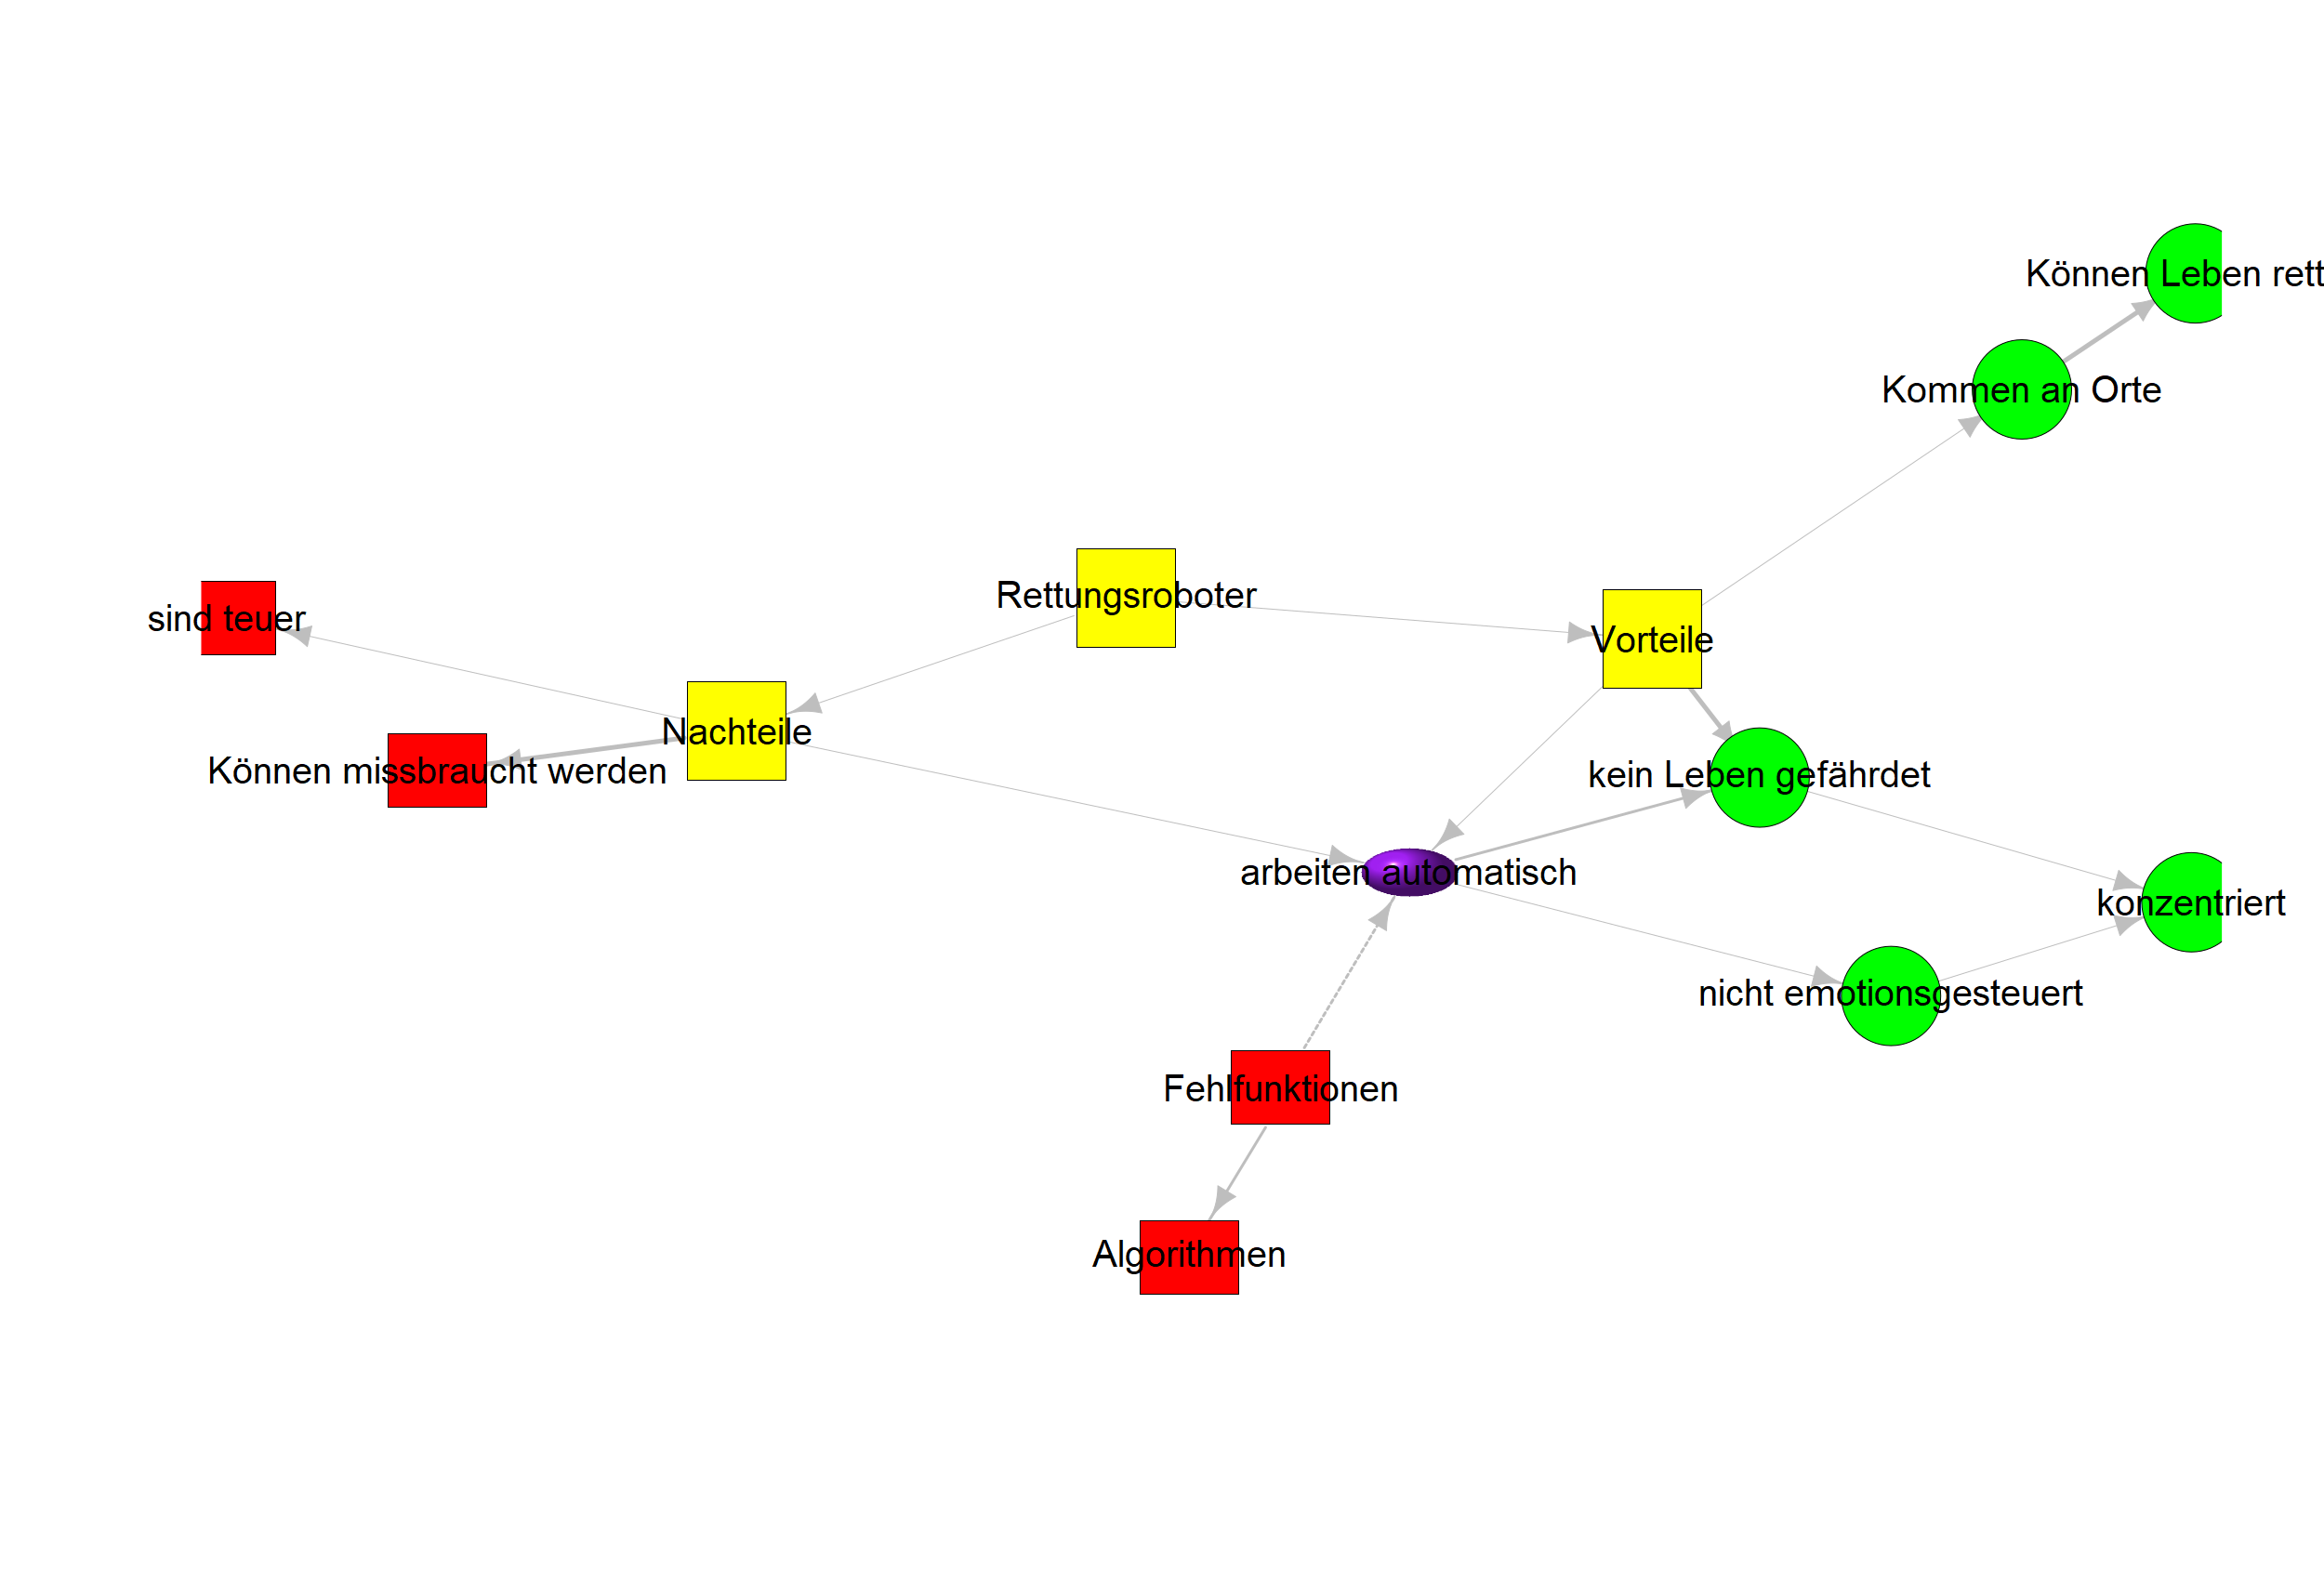 Können Leben rett
Kommen an Orte
Rettungsroboter
sind teuer
Vorteile
Nachteile
Können missbraucht werden
kein Leben gefährdet
arbeiten automatisch
konzentriert
nicht emotionsgesteuert
Fehlfunktionen
Algorithmen